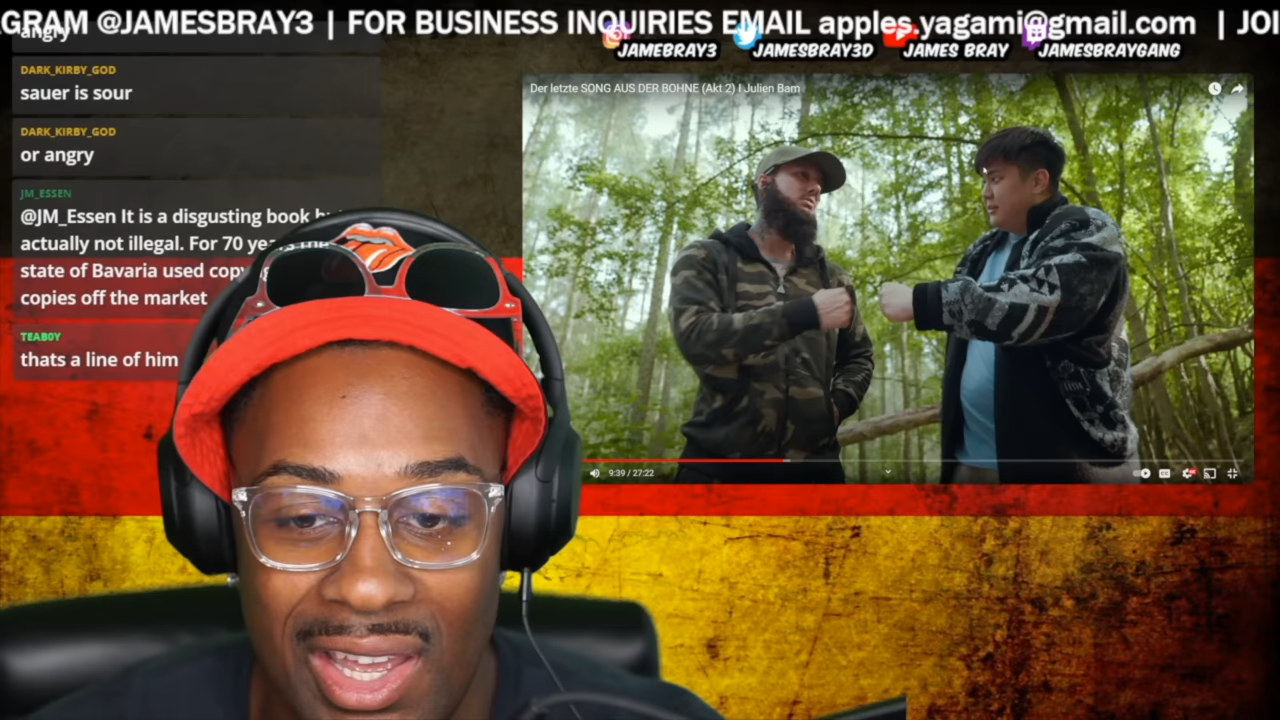 GRAM @JAMESBRAY3 | FOR BUSINESS INQUIRIES EMAIL apples.yagami@gmail.com | JOI
JAMEBRAY3 JAMESBRAY3D JAMES BRAY JAMESBRAYGANG
angry
DARK_KIRBY_GOD
sauer is sour
DARK_KIRBY_GOD
or angry
JM_ESSEN
@JM_Essen It is a disgusting book
actually not illegal. For 70 years the
state of Bavaria used
copies off the market
TEABOY
thats a line of him
Der letzte SONG AUS DER BOHNE (Akt 2) I Julien Bam
9:39 / 27:22